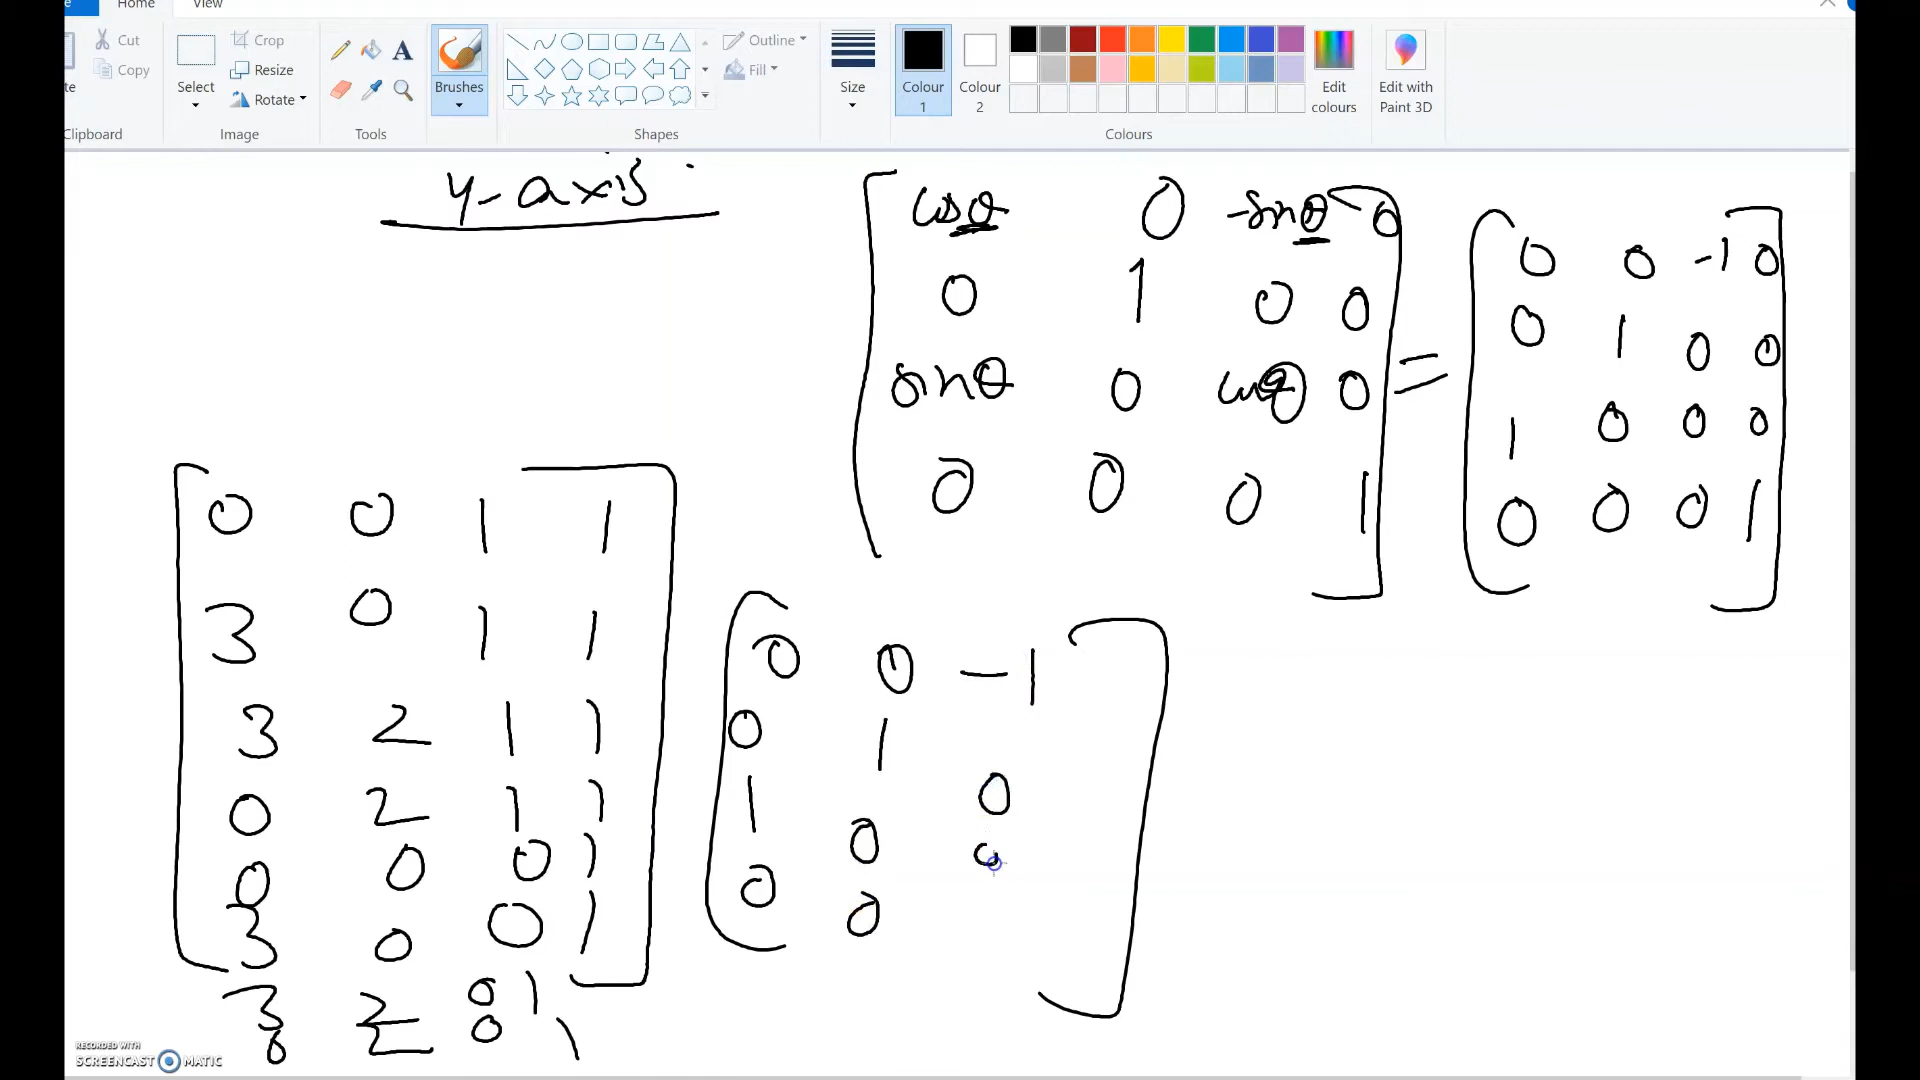 Home View
Cut
Copy
Clipboard
Select
Crop
Resize
Rotate
Image
Tools
Brushes
Outline
Fill
Shapes
Size
Colour 1
Colour 2
Edit colours
Edit with Paint 3D
Colours
y-axis
cosθ 0 -sinθ 0
0 1 0 0
sinθ 0 cosθ 0
0 0 0 1
=
0 0 -1 0
0 1 0 0
1 0 0 0
0 0 0 1
0 0 1 1
3 0 1 1
3 2 1 1
0 2 1 1
0 0 0 1
3 0 0 1
3 2 0 1
0 2 0 1
0 0 -1
0 1 0
1 0 0
0 0
RECORDED WITH
SCREENCAST MATIC